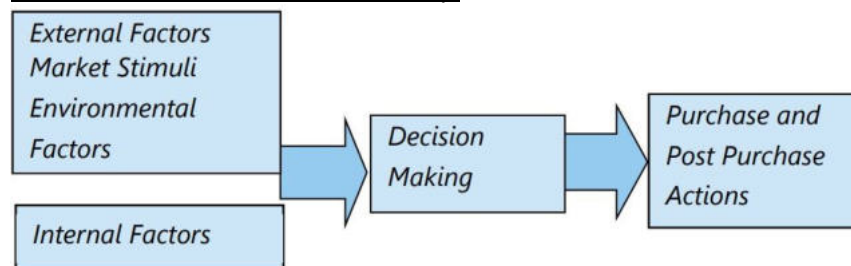 External Factors
Market Stimuli
Environmental
Factors
Internal Factors
Decision
Making
Purchase and
Post Purchase
Actions